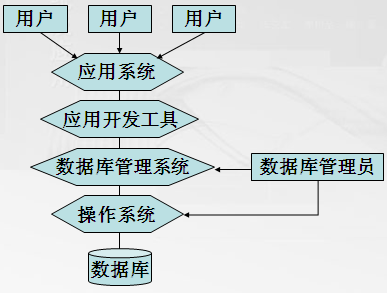 用户
用户
用户
应用系统
应用开发工具
数据库管理系统
数据库管理员
操作系统
数据库